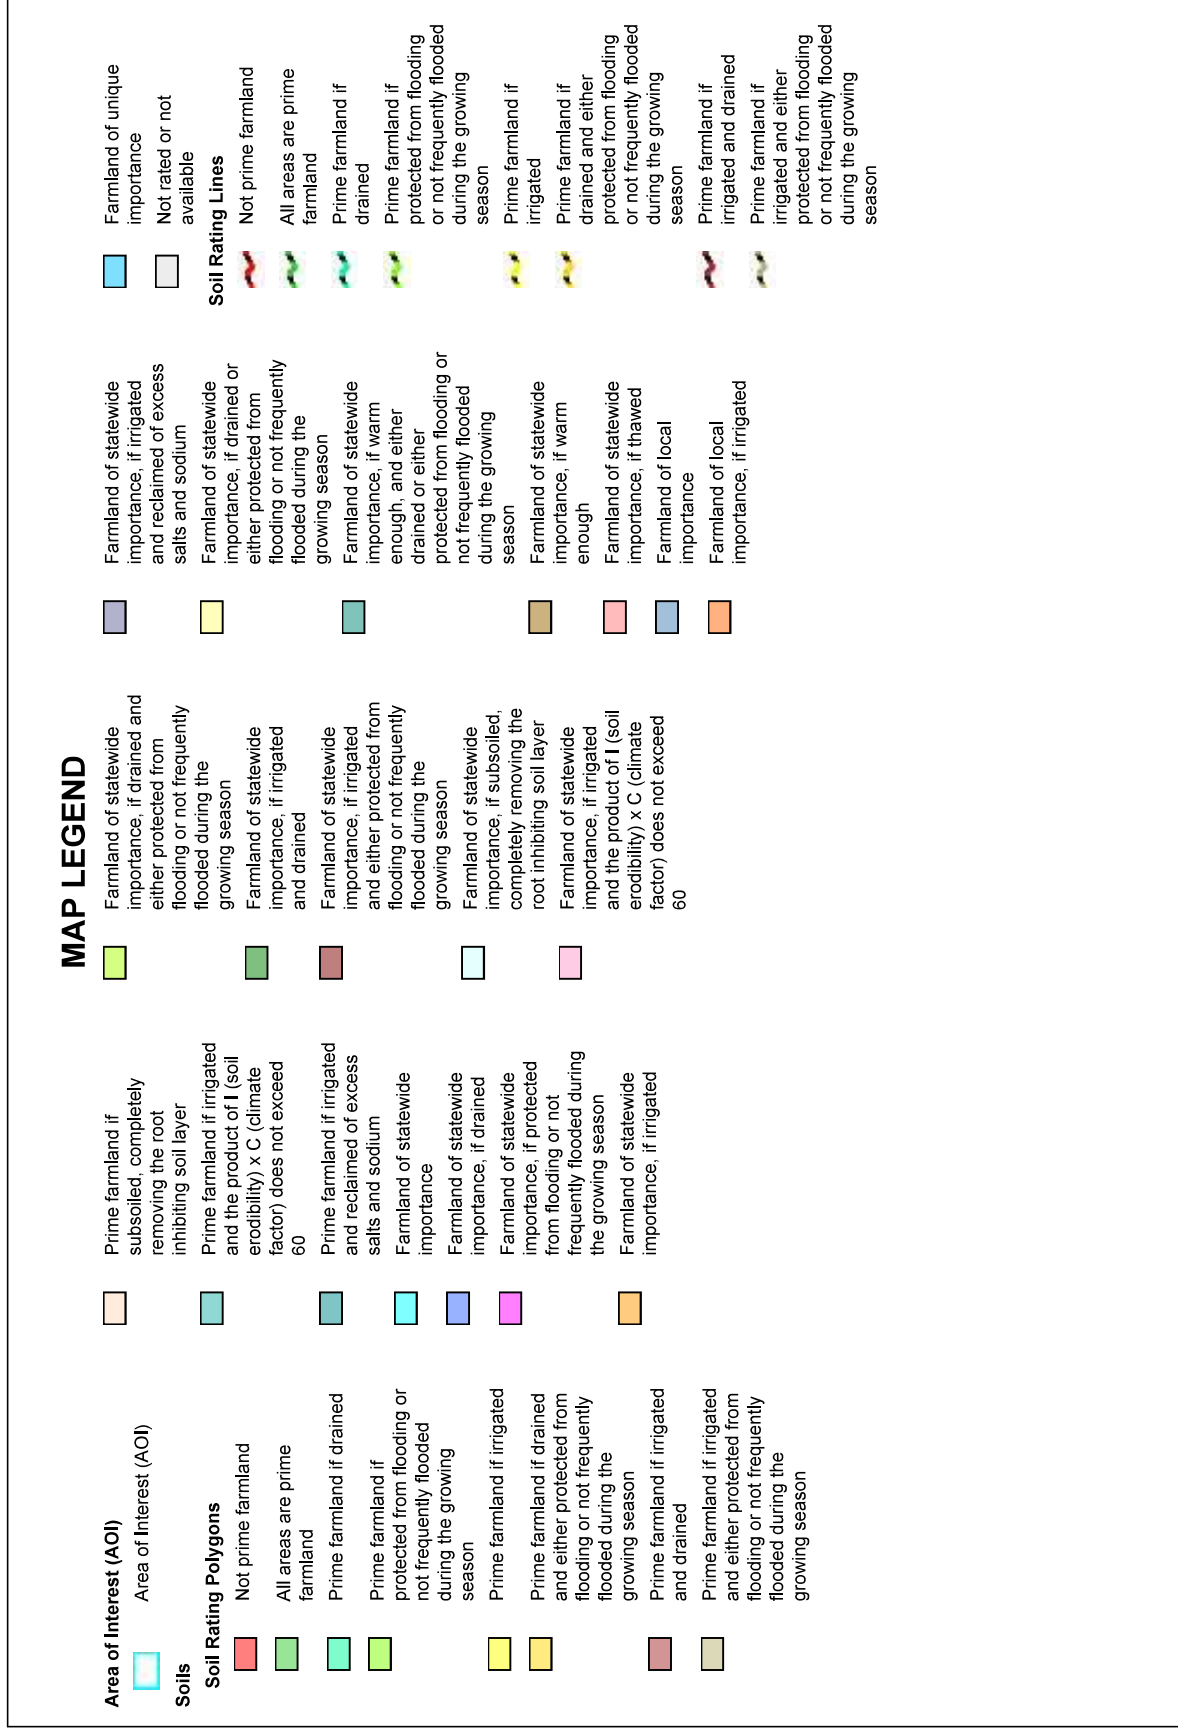 MAP LEGEND
Area of Interest (AOI)
Area of Interest (AOI)
Soils
Soil Rating Polygons
Not prime farmland
All areas are prime
farmland
Prime farmland if drained
Prime farmland if
protected from flooding or
not frequently flooded
during the growing
season
Prime farmland if irrigated
Prime farmland if drained
and either protected from
flooding or not frequently
flooded during the
growing season
Prime farmland if irrigated
and drained
Prime farmland if irrigated
and either protected from
flooding or not frequently
flooded during the
growing season
Prime farmland if
subsoiled, completely
removing the root
inhibiting soil layer
Prime farmland if irrigated
and the product of I (soil
erodibility) x C (climate
factor) does not exceed
60
Prime farmland if irrigated
and reclaimed of excess
salts and sodium
Farmland of statewide
importance
Farmland of statewide
importance, if drained
Farmland of statewide
importance, if protected
from flooding or not
frequently flooded during
the growing season
Farmland of statewide
importance, if irrigated
Farmland of statewide
importance, if drained and
either protected from
flooding or not frequently
flooded during the
growing season
Farmland of statewide
importance, if irrigated
and drained
Farmland of statewide
importance, if irrigated
and either protected from
flooding or not frequently
flooded during the
growing season
Farmland of statewide
importance, if subsoiled,
completely removing the
root inhibiting soil layer
Farmland of statewide
importance, if irrigated
and the product of I (soil
erodibility) x C (climate
factor) does not exceed
60
Farmland of statewide
importance, if irrigated
and reclaimed of excess
salts and sodium
Farmland of statewide
importance, if drained or
either protected from
flooding or not frequently
flooded during the
growing season
Farmland of statewide
importance, if warm
enough, and either
drained or either
protected from flooding or
not frequently flooded
during the growing
season
Farmland of statewide
importance, if warm
enough
Farmland of statewide
importance, if thawed
Farmland of local
importance
Farmland of local
importance, if irrigated
Farmland of unique
importance
Not rated or not
available
Soil Rating Lines
Not prime farmland
All areas are prime
farmland
Prime farmland if
drained
Prime farmland if
protected from flooding
or not frequently flooded
during the growing
season
Prime farmland if
irrigated
Prime farmland if
drained and either
protected from flooding
or not frequently flooded
during the growing
season
Prime farmland if
irrigated and drained
Prime farmland if
irrigated and either
protected from flooding
or not frequently flooded
during the growing
season